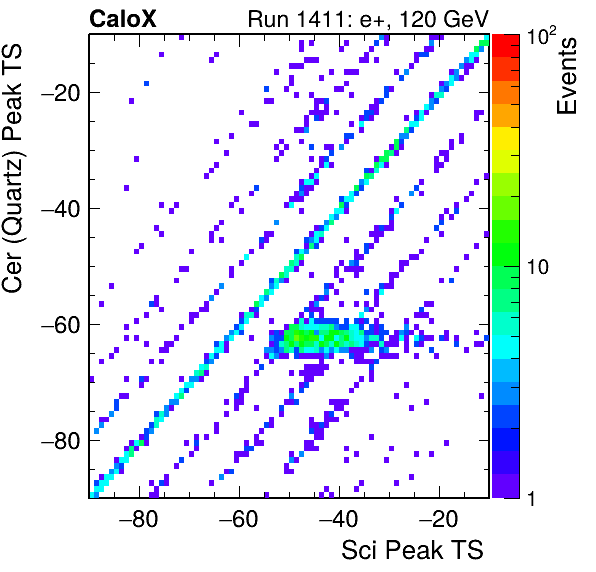 CaloX Run 1411: e+, 120 GeV
Cer (Quartz) Peak TS
−20
−40
−60
−80
−80 −60 −40 −20
Sci Peak TS
10²
10
1
Events